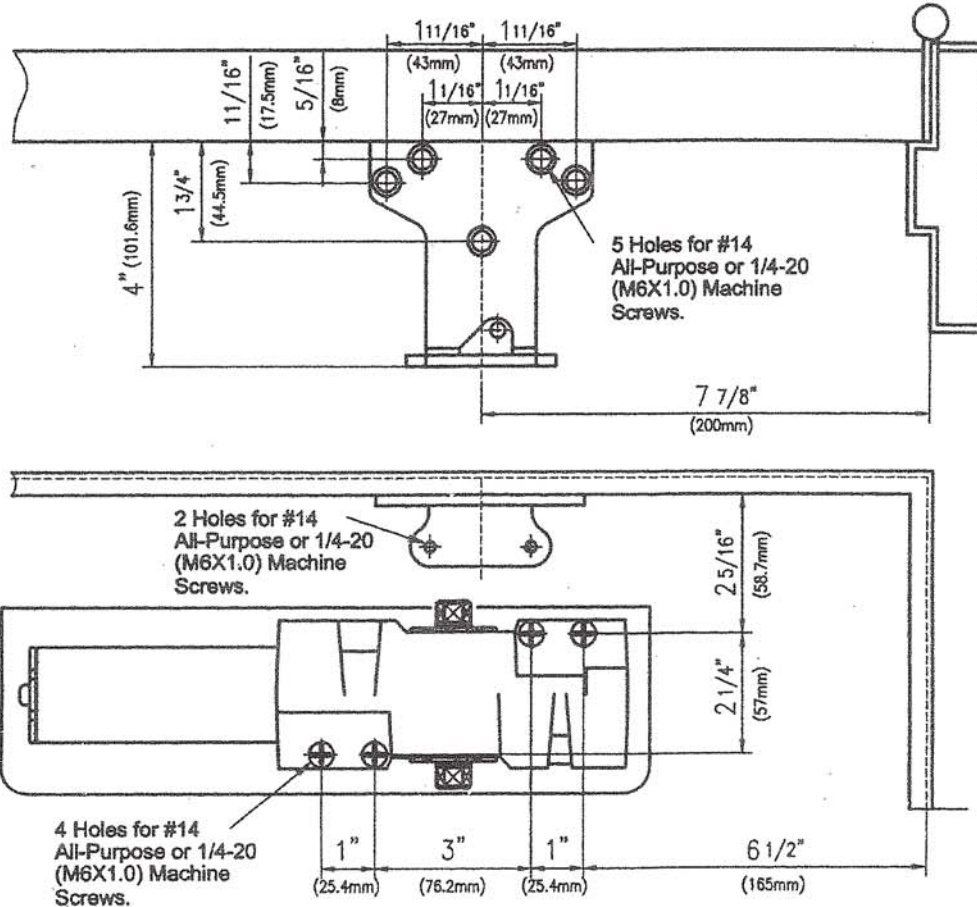 1 11/16"
1 11/16"
(43mm)
(43mm)
1 1/16"
1 1/16"
(27mm)
(27mm)
11/16"
(17.5mm)
5/16"
(8mm)
1 3/4"
(44.5mm)
4" (101.6mm)
5 Holes for #14
All-Purpose or 1/4-20
(M6X1.0) Machine
Screws.
7 7/8"
(200mm)
2 Holes for #14
All-Purpose or 1/4-20
(M6X1.0) Machine
Screws.
2 5/16"
(58.7mm)
2 1/4"
(57mm)
4 Holes for #14
All-Purpose or 1/4-20
(M6X1.0) Machine
Screws.
1"
(25.4mm)
3"
(76.2mm)
1"
(25.4mm)
6 1/2"
(165mm)